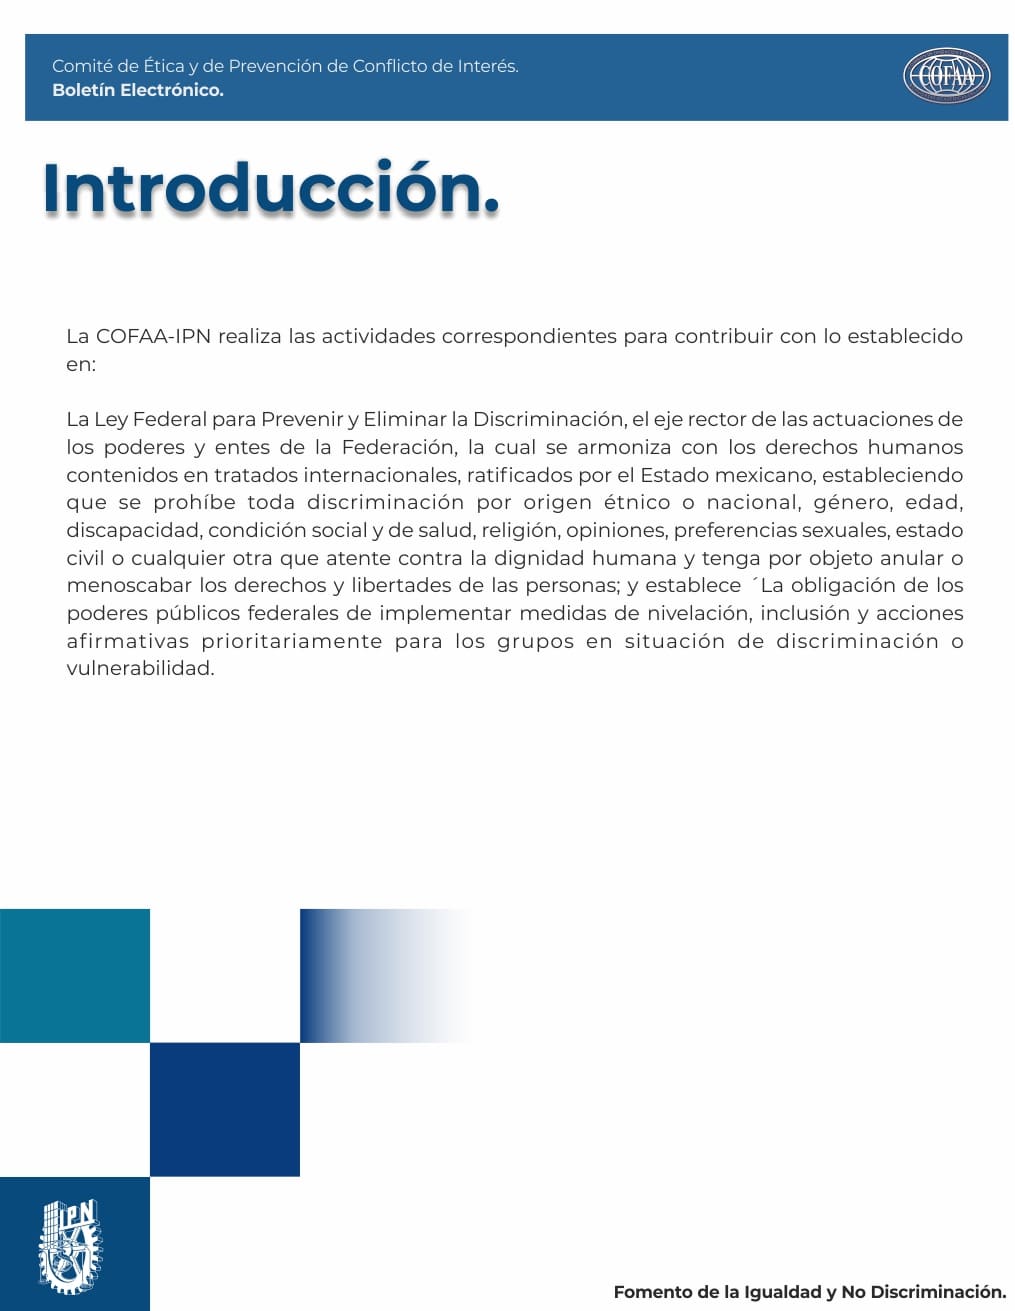 Comité de Ética y de Prevención de Conflicto de Interés.
Boletín Electrónico.
COFAA
Introducción.
La COFAA-IPN realiza las actividades correspondientes para contribuir con lo establecido
en:
La Ley Federal para Prevenir y Eliminar la Discriminación, el eje rector de las actuaciones de
los poderes y entes de la Federación, la cual se armoniza con los derechos humanos
contenidos en tratados internacionales, ratificados por el Estado mexicano, estableciendo
que se prohíbe toda discriminación por origen étnico o nacional, género, edad,
discapacidad, condición social y de salud, religión, opiniones, preferencias sexuales, estado
civil o cualquier otra que atente contra la dignidad humana y tenga por objeto anular o
menoscabar los derechos y libertades de las personas; y establece ´La obligación de los
poderes públicos federales de implementar medidas de nivelación, inclusión y acciones
afirmativas prioritariamente para los grupos en situación de discriminación o
vulnerabilidad.
IPN
Fomento de la Igualdad y No Discriminación.